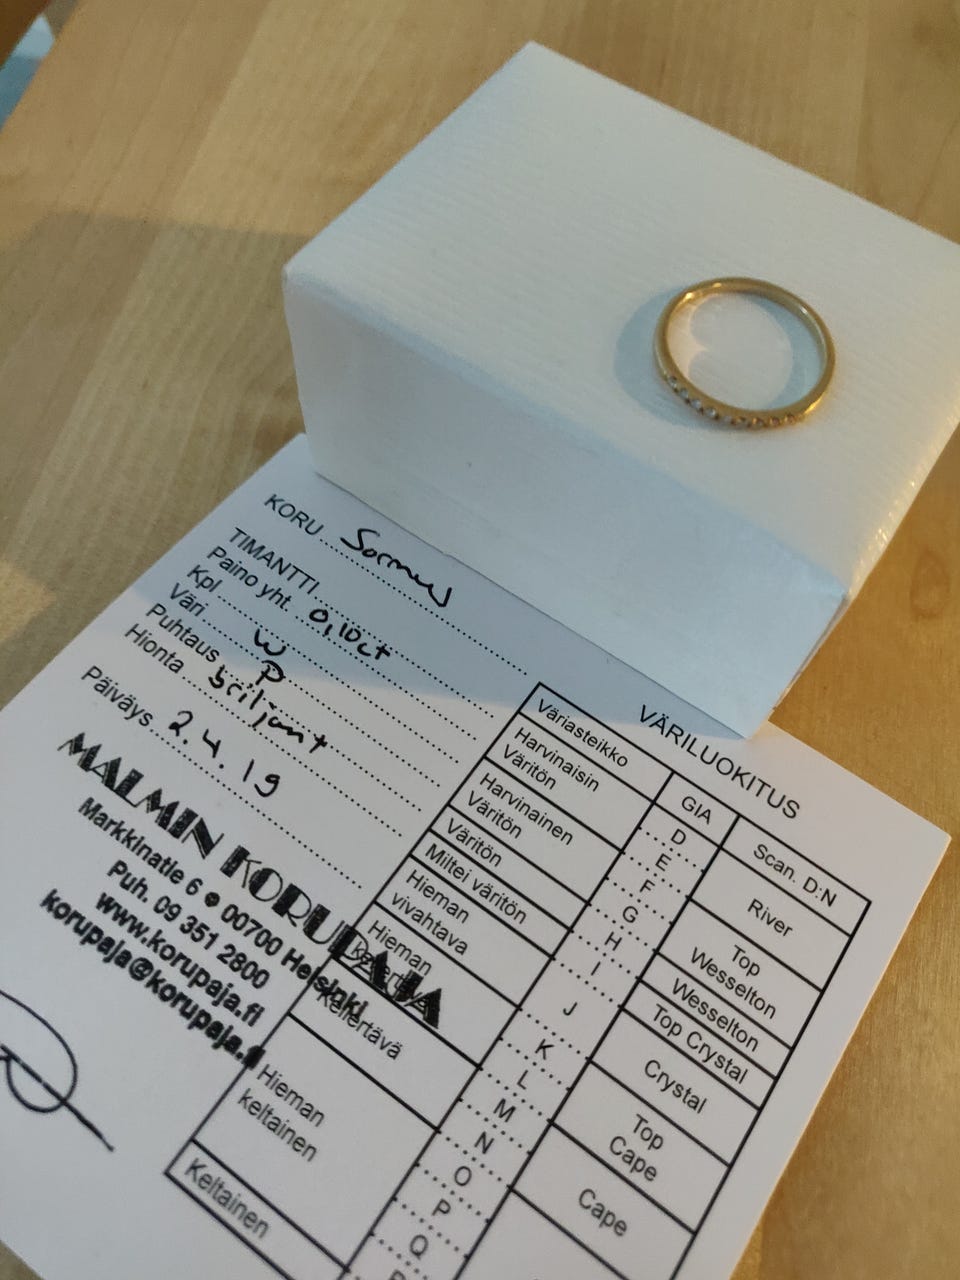 KORU Sormus
TIMANTTI
Paino yht. 0,10ct
Kpl
Väri W
Puhtaus P
Hionta briljant
Päiväys 2.4.19
MALMIN KORUPAJA
Markkinatie 6 • 00700 Helsinki
Puh. 09 351 2800
www.korupaja.fi
korupaja@korupaja.fi
VÄRILUOKITUS
Väriasteikko GIA Scan. D:N
Harvinaisin
Väritön
Harvinainen
Väritön
Väritön
Miltei väritön
Hieman
vivahtava
Hieman
kellertävä
Kellertävä
Hieman
keltainen
Keltainen
D
E
F
G
H
I
J
K
L
M
N
O
P
Q
River
Top
Wesselton
Wesselton
Top Crystal
Crystal
Top
Cape
Cape